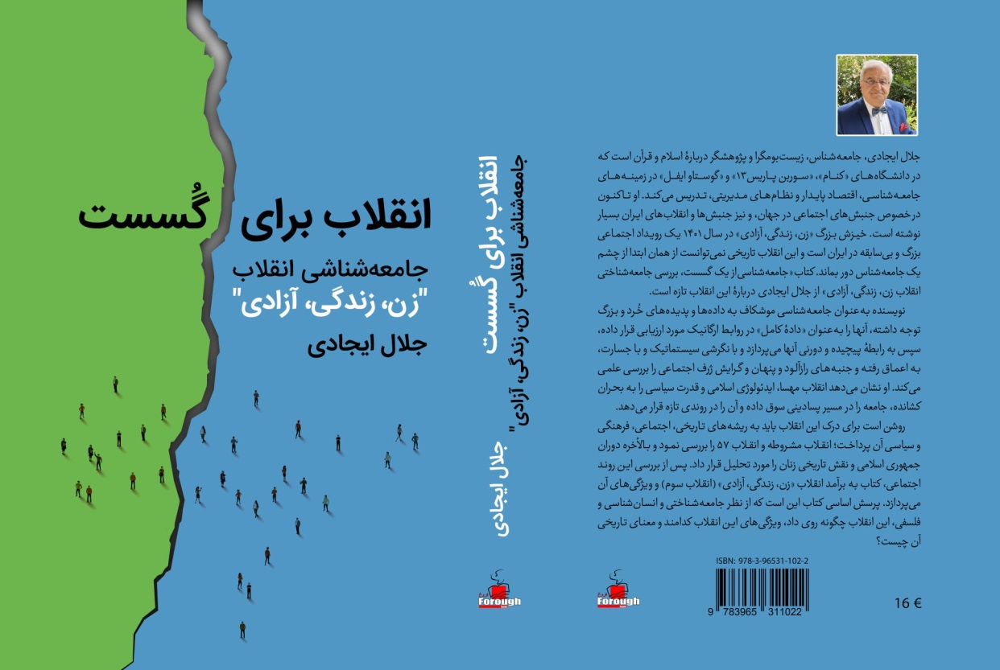 انقلاب برای گُسست
جامعه‌شناشی انقلاب
"زن، زندگی، آزادی"
جلال ایجادی
انقلاب برای گُسست
جامعه‌شناشی انقلاب "زن، زندگی، آزادی"
جلال ایجادی
فروغ
Forough
جلال ایجادی، جامعه‌شناس، زیست‌بومگرا و پژوهشگر دربارهٔ اسلام و قرآن است که
در دانشگاه‌های «کنام»، «سوربن پاریس۱۳» و «گوستاو ایفل» در زمینه‌های
جامعه‌شناسی، اقتصاد پایدار و نظام‌های مدیریتی، تدریس می‌کند. او تاکنون
درخصوص جنبش‌های اجتماعی در جهان، و نیز جنبش‌ها و انقلاب‌های ایران بسیار
نوشته است. خیزش بزرگ «زن، زندگی، آزادی» در سال ۱۴۰۱ یک رویداد اجتماعی
بزرگ و بی‌سابقه در ایران است و این انقلاب تاریخی نمی‌توانست از همان ابتدا از چشم
یک جامعه‌شناس دور بماند. کتاب «جامعه‌شناسی از یک گسست، بررسی جامعه‌شناختی
انقلاب زن، زندگی، آزادی» از جلال ایجادی دربارهٔ این انقلاب تازه است.
نویسنده به‌عنوان جامعه‌شناسی موشکاف به داده‌ها و پدیده‌های خُرد و بزرگ
توجه داشته، آنها را به‌عنوان «دادهٔ کامل» در روابط ارگانیک مورد ارزیابی قرار داده،
سپس به رابطهٔ پیچیده و دورنی آنها می‌پردازد و با نگرشی سیستماتیک و با جسارت،
به اعماق رفته و جنبه‌های رازآلود و پنهان و گرایش ژرف اجتماعی را بررسی علمی
می‌کند. او نشان می‌دهد انقلاب مهسا، ایدئولوژی اسلامی و قدرت سیاسی را به بحران
کشانده، جامعه را در مسیر پسادینی سوق داده و آن را در روندی تازه قرار می‌دهد.
روشن است برای درک این انقلاب باید به ریشه‌های تاریخی، اجتماعی، فرهنگی
و سیاسی آن پرداخت؛ انقلاب مشروطه و انقلاب ۵۷ را بررسی نمود و بالأخره دوران
جمهوری اسلامی و نقش تاریخی زنان را مورد تحلیل قرار داد. پس از بررسی این روند
اجتماعی، کتاب به برآمد انقلاب «زن، زندگی، آزادی» (انقلاب سوم) و ویژگی‌های آن
می‌پردازد. پرسش اساسی کتاب این است که از نظر جامعه‌شناختی و انسان‌شناسی و
فلسفی، این انقلاب چگونه روی داد، ویژگی‌های این انقلاب کدامند و معنای تاریخی
آن چیست؟
ISBN: 978-3-96531-102-2
9 783965 311022
16 €
فروغ
Forough